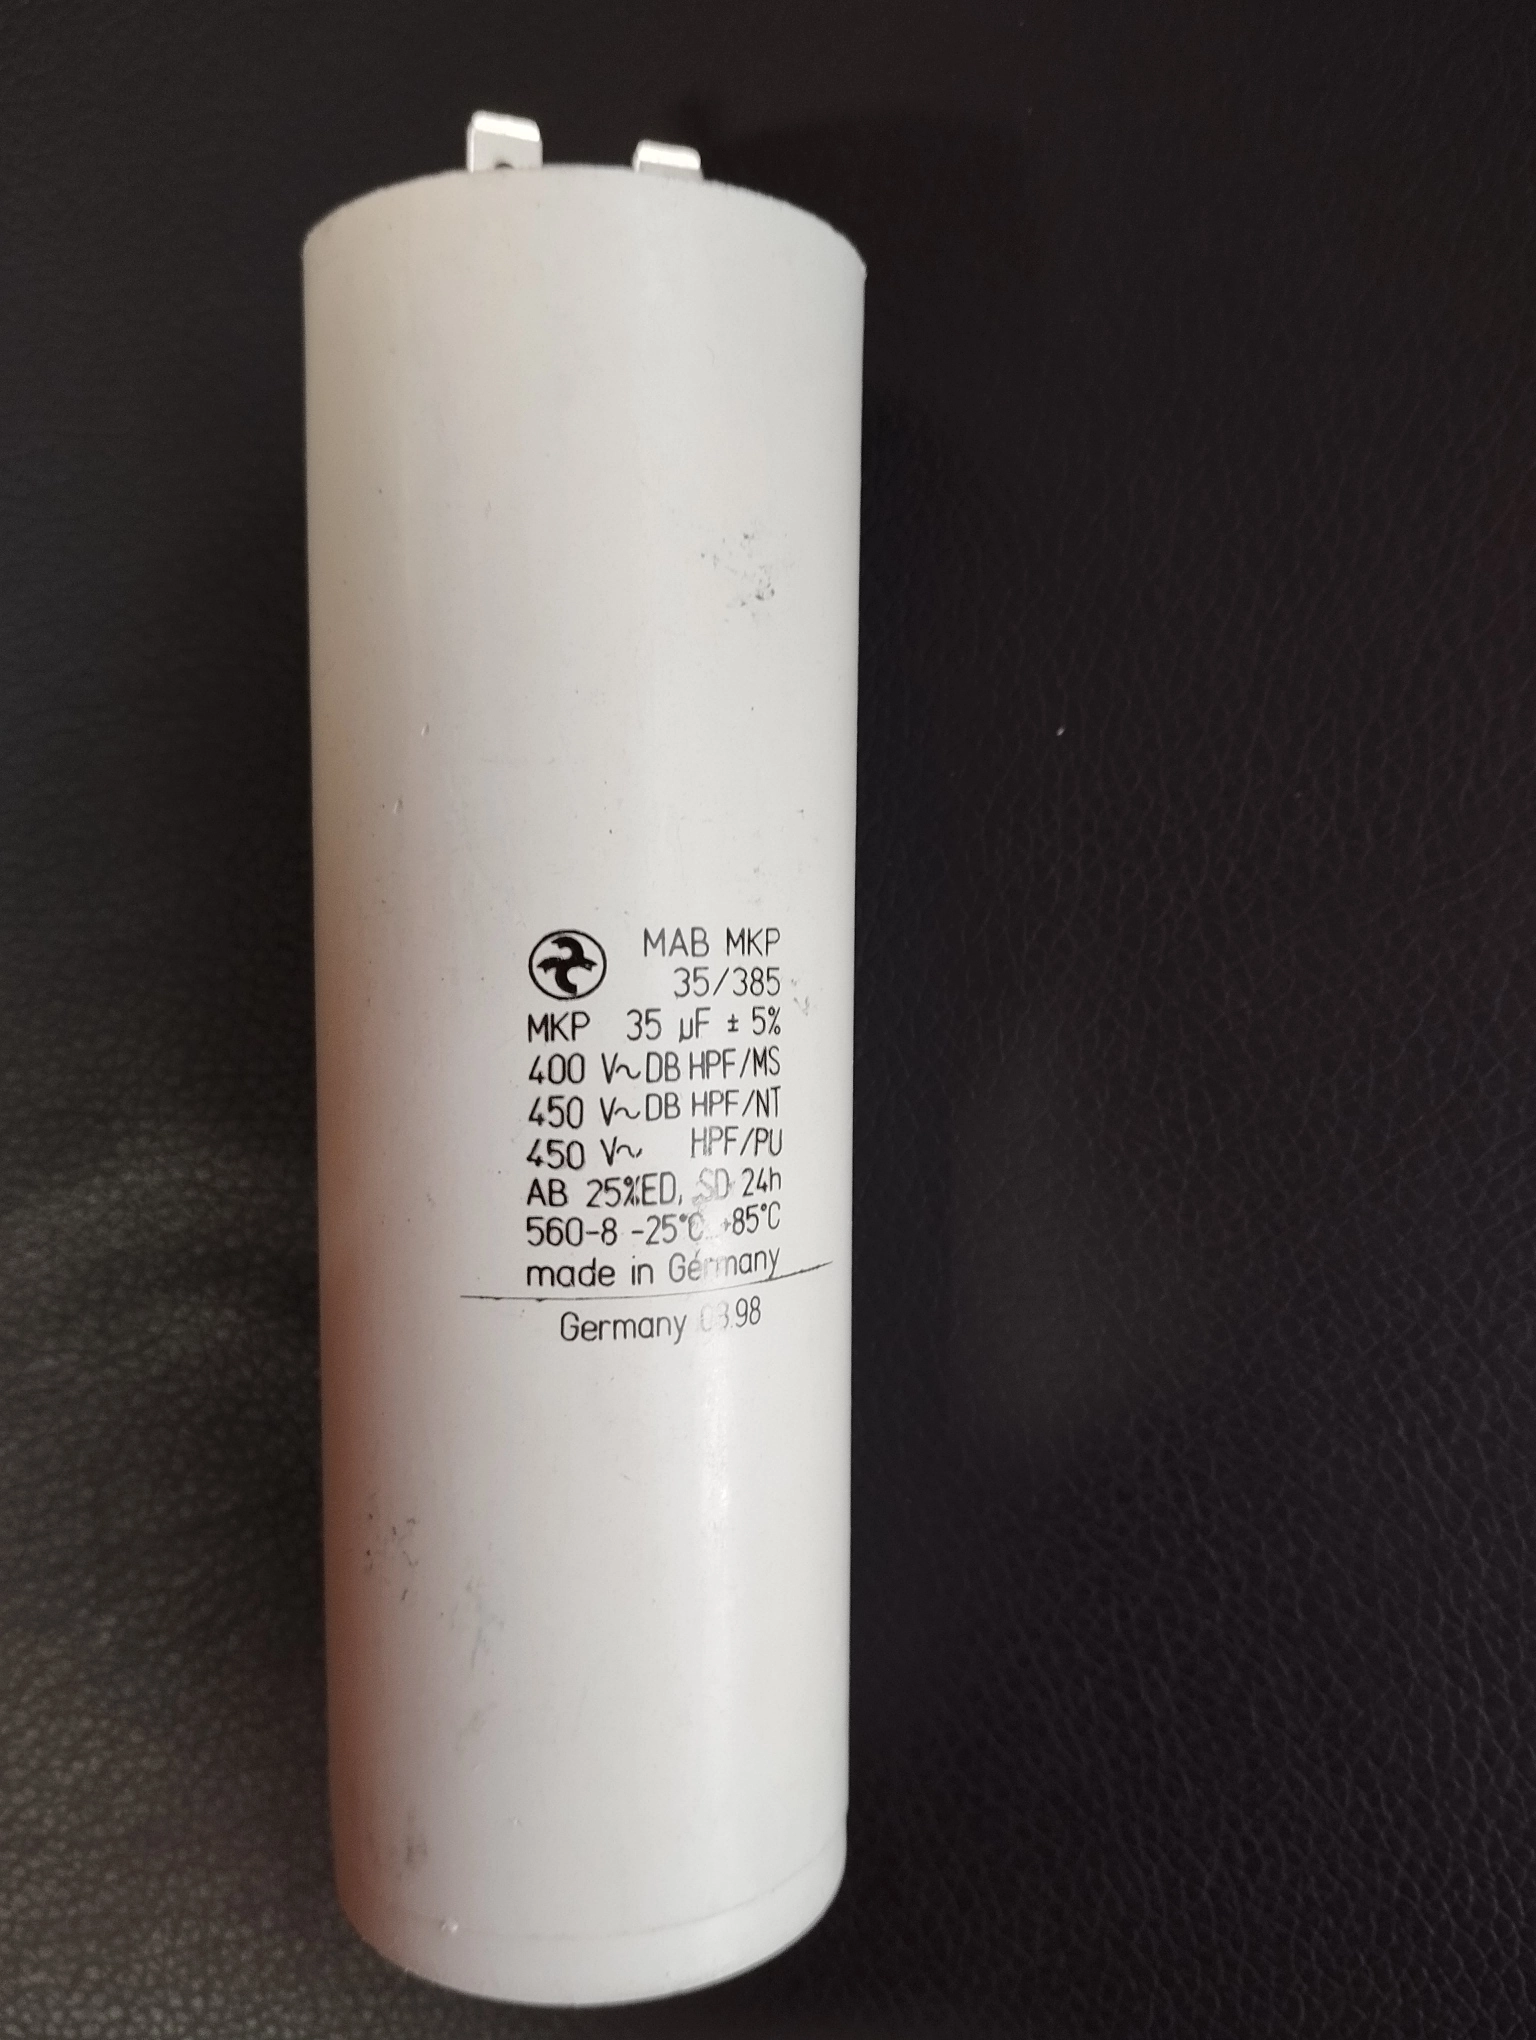 MAB MKP
35/385
MKP 35 µF ± 5%
400 V~ DB HPF/MS
450 V~ DB HPF/NT
450 V~ HPF/PU
AB 25%ED, SD 24h
560-8 -25°C +85°C
made in Germany
Germany 08.98